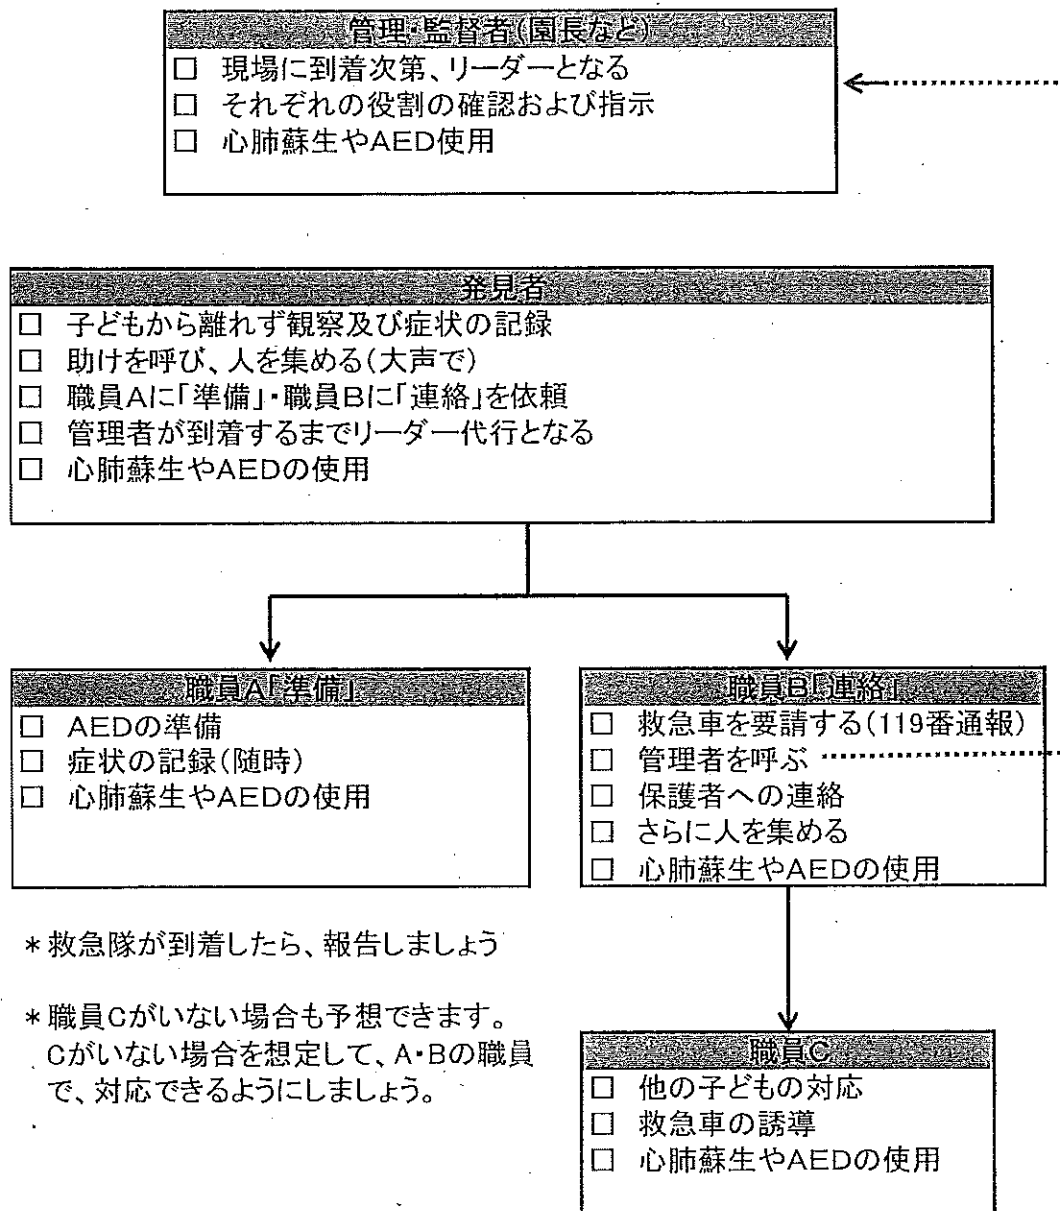 管理・監督者(園長など)
□ 現場に到着次第、リーダーとなる
□ それぞれの役割の確認および指示
□ 心肺蘇生やAED使用
発見者
□ 子どもから離れず観察及び症状の記録
□ 助けを呼び、人を集める(大声で)
□ 職員Aに「準備」・職員Bに「連絡」を依頼
□ 管理者が到着するまでリーダー代行となる
□ 心肺蘇生やAEDの使用
職員A「準備」
□ AEDの準備
□ 症状の記録(随時)
□ 心肺蘇生やAEDの使用
職員B「連絡」
□ 救急車を要請する(119番通報)
□ 管理者を呼ぶ
□ 保護者への連絡
□ さらに人を集める
□ 心肺蘇生やAEDの使用
*救急隊が到着したら、報告しましょう
*職員Cがいない場合も予想できます。
Cがいない場合を想定して、A・Bの職員
で、対応できるようにしましょう。
職員C
□ 他の子どもの対応
□ 救急車の誘導
□ 心肺蘇生やAEDの使用